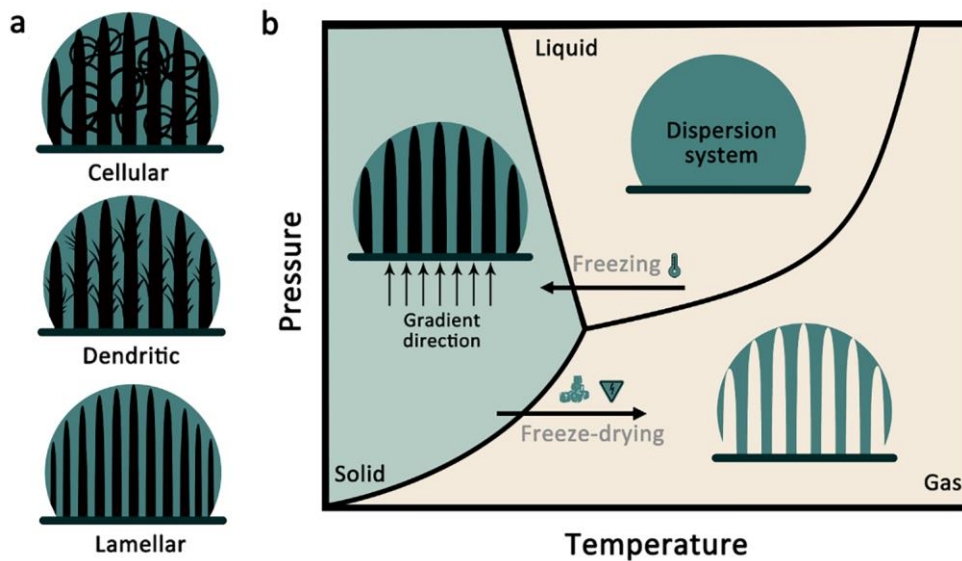 a
Cellular
Dendritic
Lamellar
b
Liquid
Dispersion
system
Freezing
Gradient
direction
Freeze-drying
Solid
Gas
Pressure
Temperature